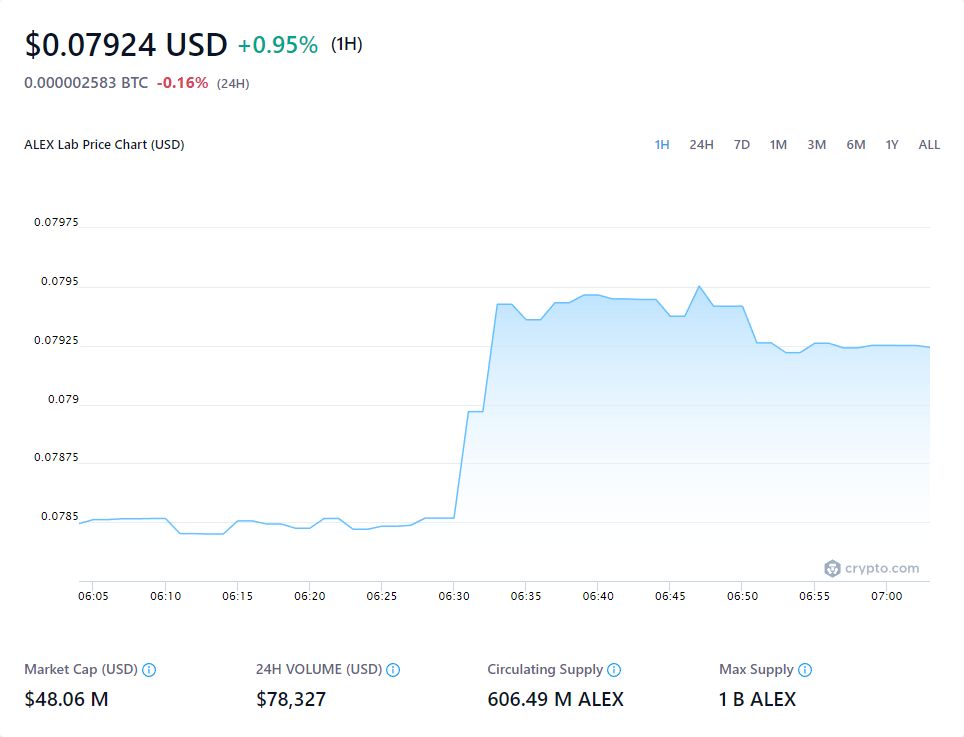 $0.07924 USD +0.95% (1H)
0.000002583 BTC -0.16% (24H)
ALEX Lab Price Chart (USD)
1H 24H 7D 1M 3M 6M 1Y ALL
0.07975
0.0795
0.07925
0.079
0.07875
0.0785
crypto.com
06:05 06:10 06:15 06:20 06:25 06:30 06:35 06:40 06:45 06:50 06:55 07:00
Market Cap (USD) 24H VOLUME (USD) Circulating Supply Max Supply
$48.06 M $78,327 606.49 M ALEX 1 B ALEX